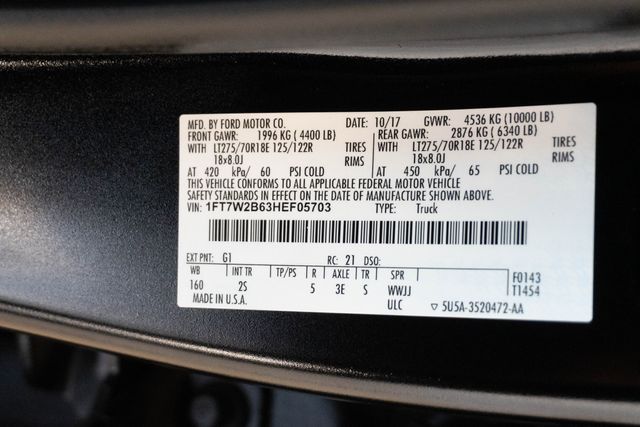 MFD. BY FORD MOTOR CO. DATE: 10/17 GVWR: 4536 KG (10000 LB)
FRONT GAWR: 1996 KG ( 4400 LB) REAR GAWR: 2876 KG ( 6340 LB)
WITH LT275/70R18E 125/122R TIRES WITH LT275/70R18E 125/122R TIRES
18x8.0J RIMS 18x8.0J RIMS
AT 420 kPa/ 60 PSI COLD AT 450 kPa/ 65 PSI COLD
THIS VEHICLE CONFORMS TO ALL APPLICABLE FEDERAL MOTOR VEHICLE
SAFETY STANDARDS IN EFFECT ON THE DATE OF MANUFACTURE SHOWN ABOVE.
VIN: 1FT7W2B63HEF05703 TYPE: Truck
EXT PNT: G1 RC: 21 DSO:
WB INT TR TP/PS R AXLE TR SPR F0143
160 2S 5 3E S WWJJ T1454
MADE IN U.S.A. ULC ▽ 5U5A-3520472-AA